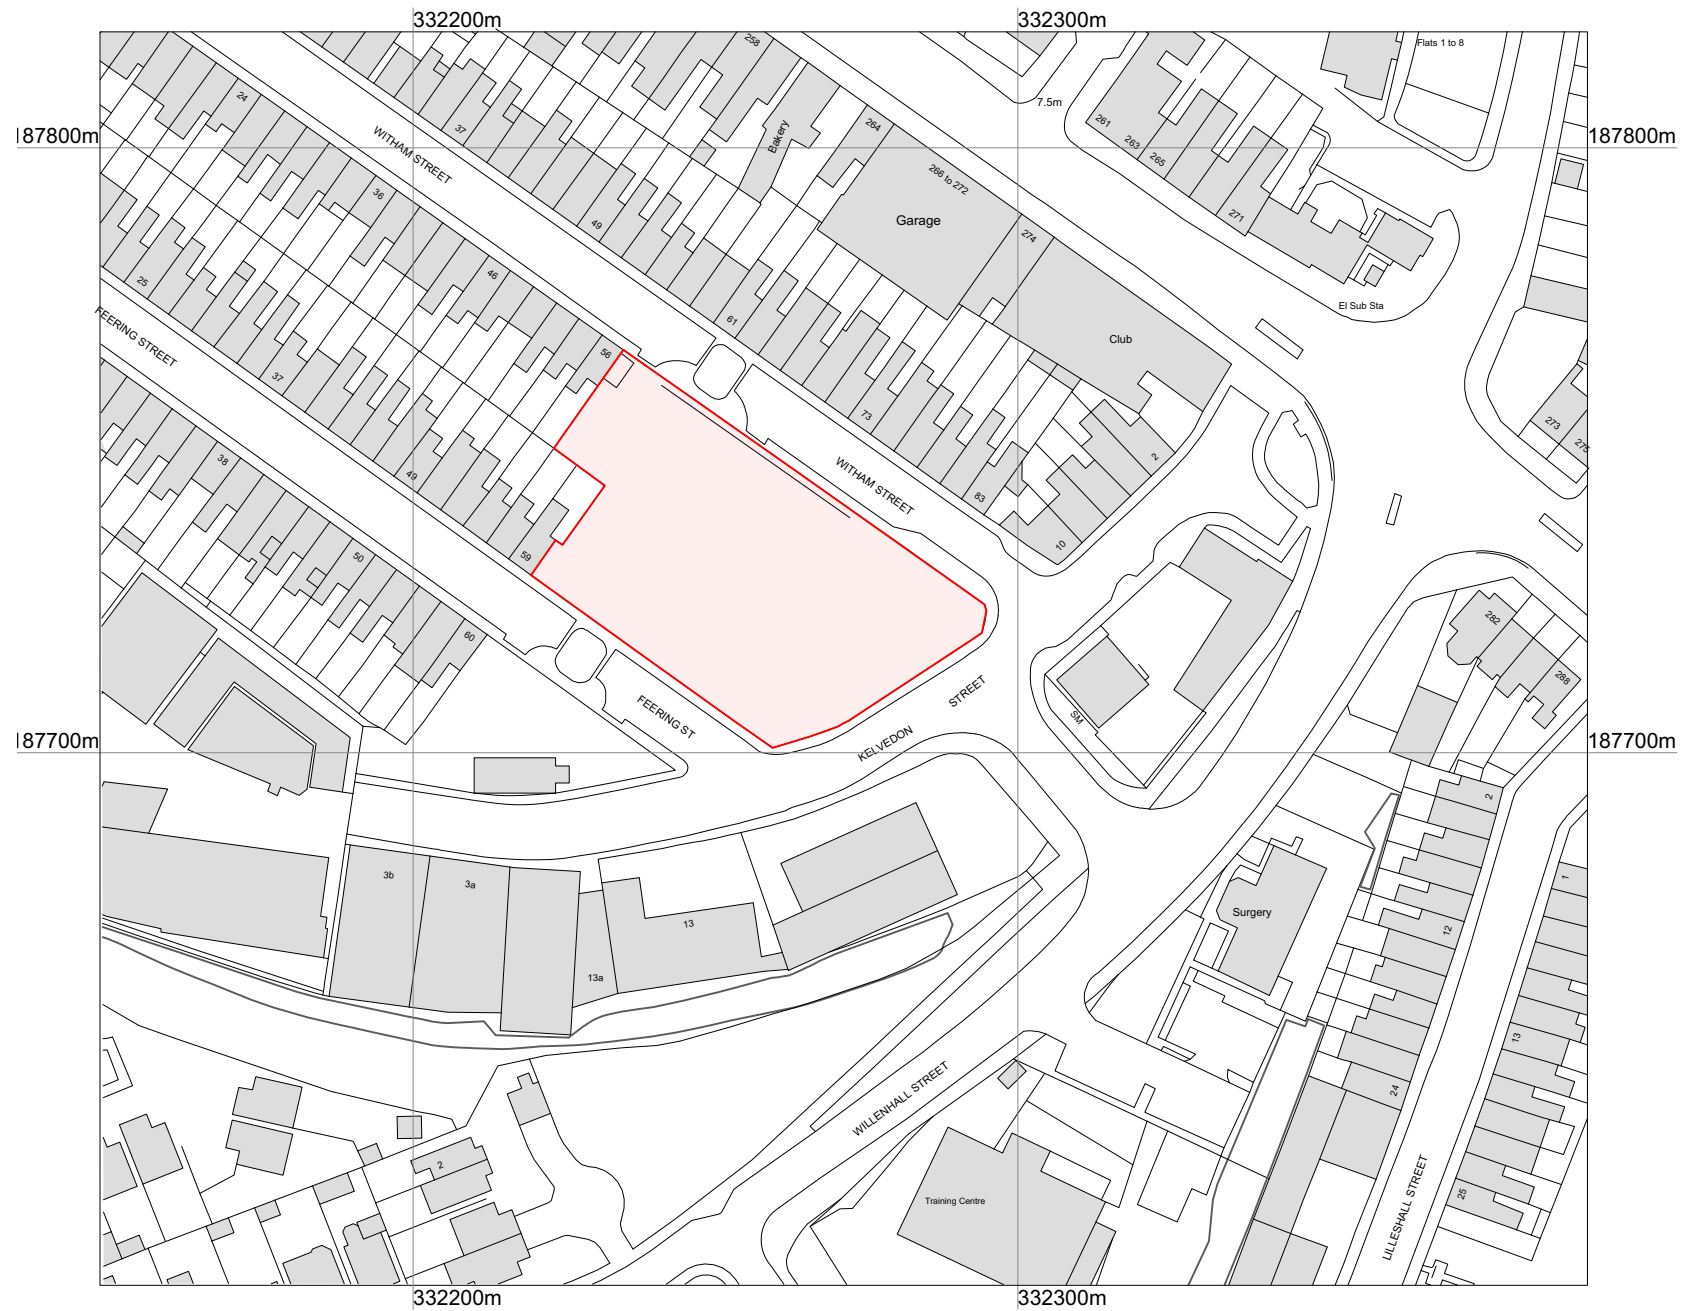 332200m
332300m
258
Flats 1 to 8
24
7.5m
37
WITHAM STREET
Bakery
264
261
263
265
187800m
36
266 to 272
49
Garage
274
271
25
46
El Sub Sta
FEERING STREET
61
Club
56
37
73
273
275
38
49
WITHAM STREET
2
83
59
50
10
60
282
288
FEERING ST
STREET
SM
KELVEDON
187700m
2
3b
3a
1
13
Surgery
12
13a
13
24
WILLENHALL STREET
2
Training Centre
25
LILLESHALL STREET
332200m
332300m